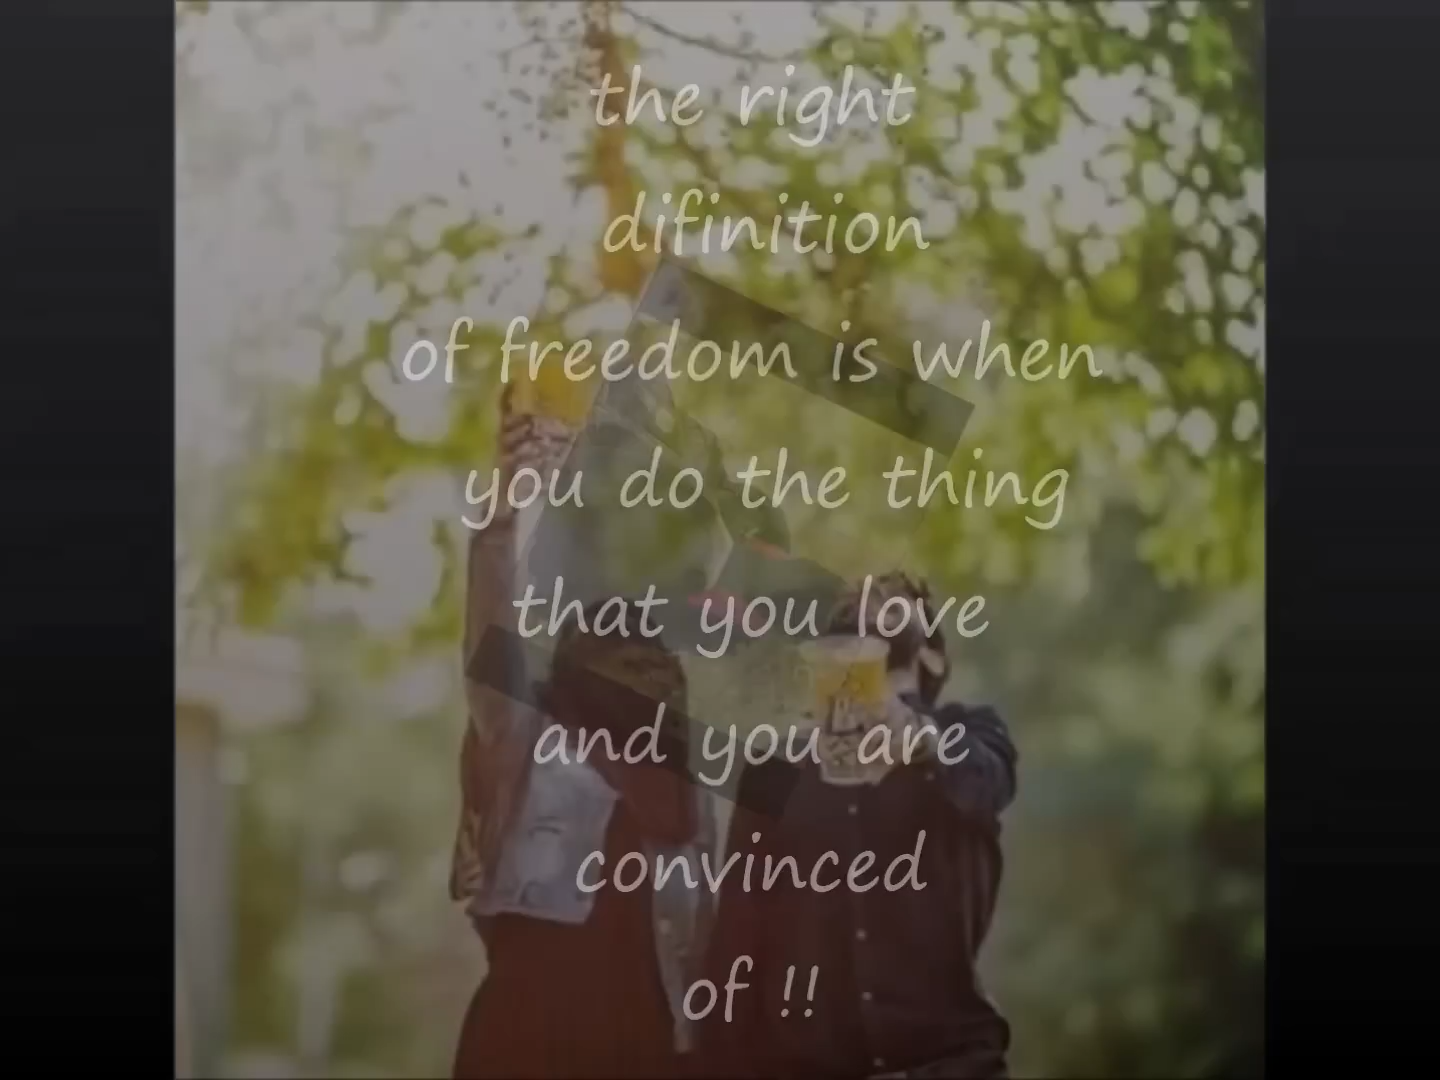 the right
difinition
of freedom is when
you do the thing
that you love
and you are
convinced
of !!